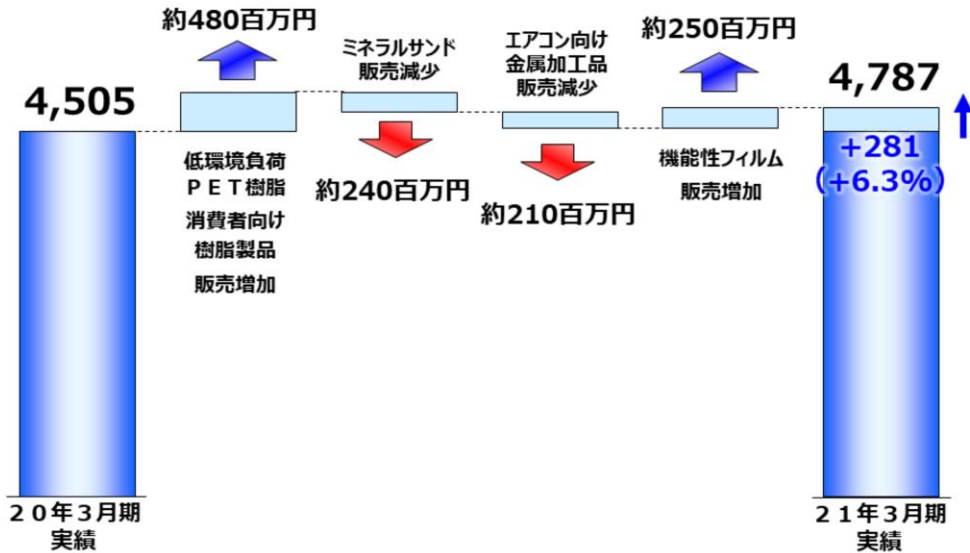 約480百万円
ミネラルサンド
販売減少
エアコン向け
金属加工品
販売減少
約250百万円
4,505
4,787
低環境負荷
ＰＥＴ樹脂
消費者向け
樹脂製品
販売増加
約240百万円
約210百万円
機能性フィルム
販売増加
+281
(+6.3%)
２０年３月期
実績
２１年３月期
実績